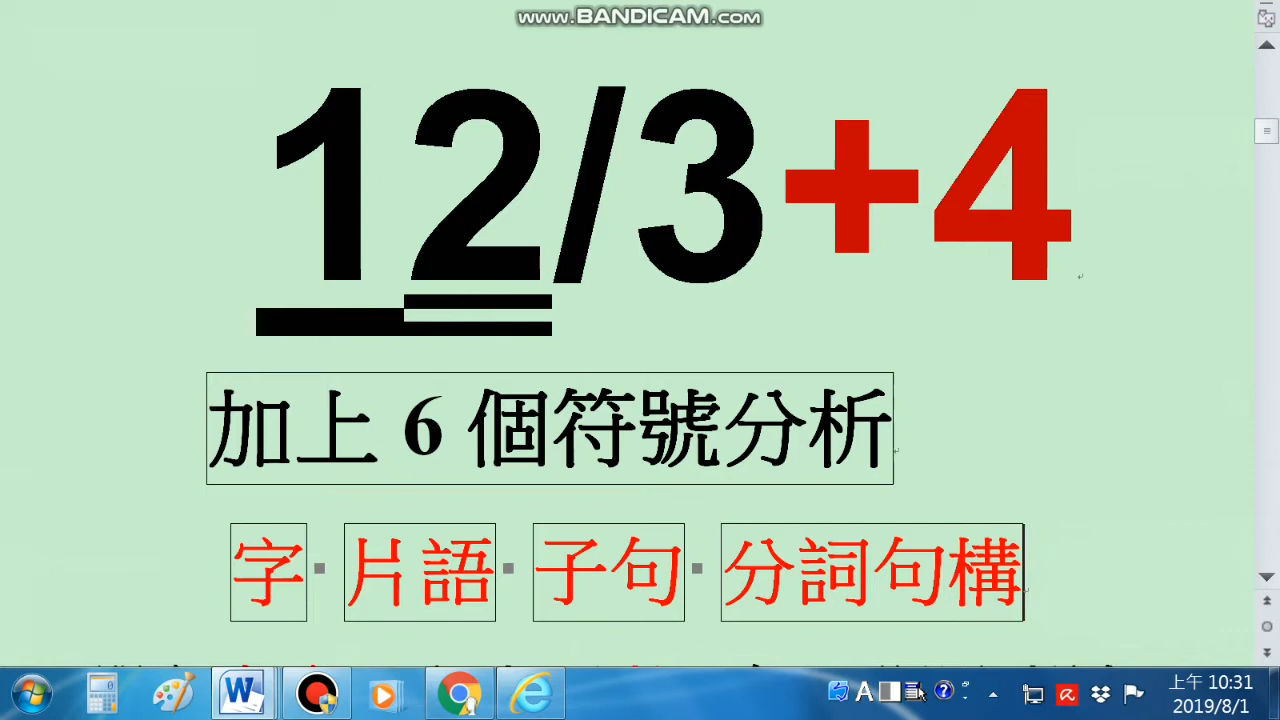 www.BANDICAM.com
12/3+4
加上 6 個符號分析
字 片語 子句 分詞句構
上午 10:31
2019/8/1